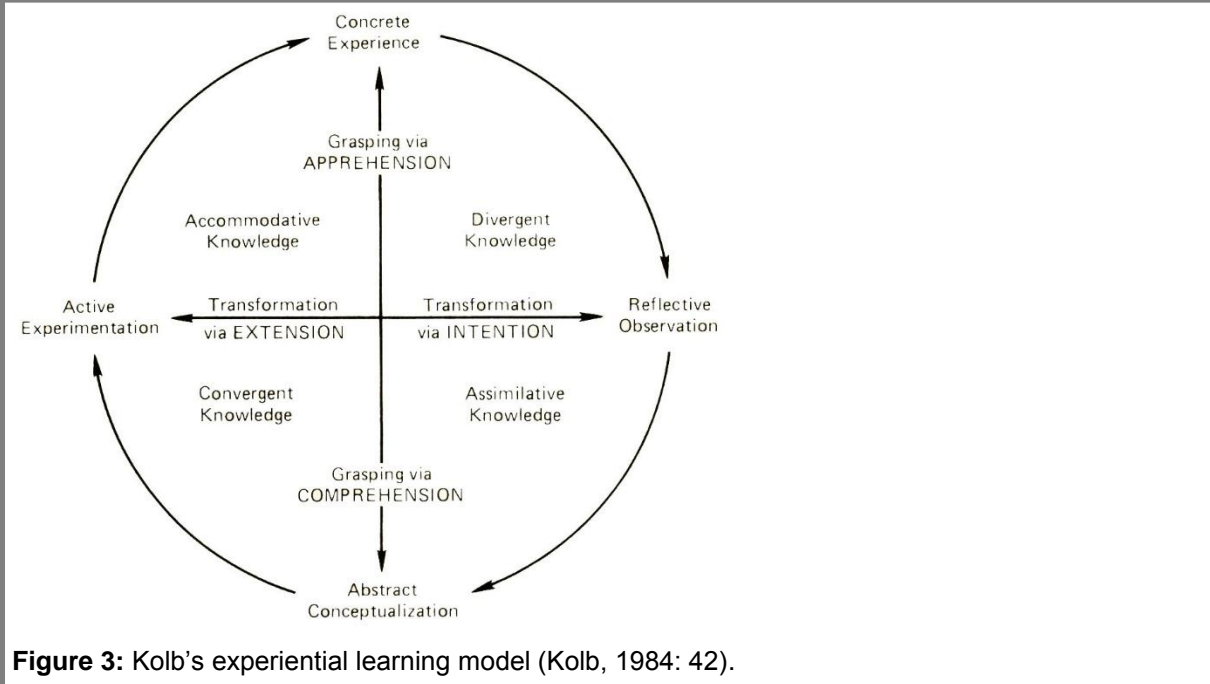 Concrete
Experience
Grasping via
APPREHENSION
Accommodative
Knowledge
Divergent
Knowledge
Active
Experimentation
Transformation
via EXTENSION
Transformation
via INTENTION
Reflective
Observation
Convergent
Knowledge
Assimilative
Knowledge
Grasping via
COMPREHENSION
Abstract
Conceptualization
Figure 3: Kolb’s experiential learning model (Kolb, 1984: 42).